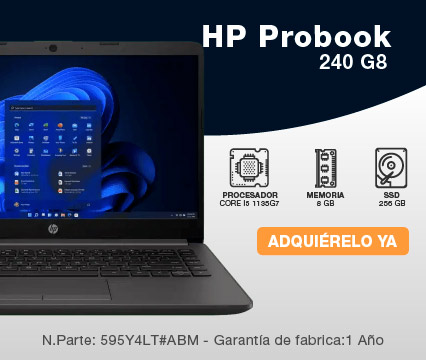 HP Probook
240 G8
PROCESADOR
CORE I5 1135G7
MEMORIA
8 GB
SSD
256 GB
hp
ADQUIÉRELO YA
N.Parte: 595Y4LT#ABM - Garantía de fabrica:1 Año